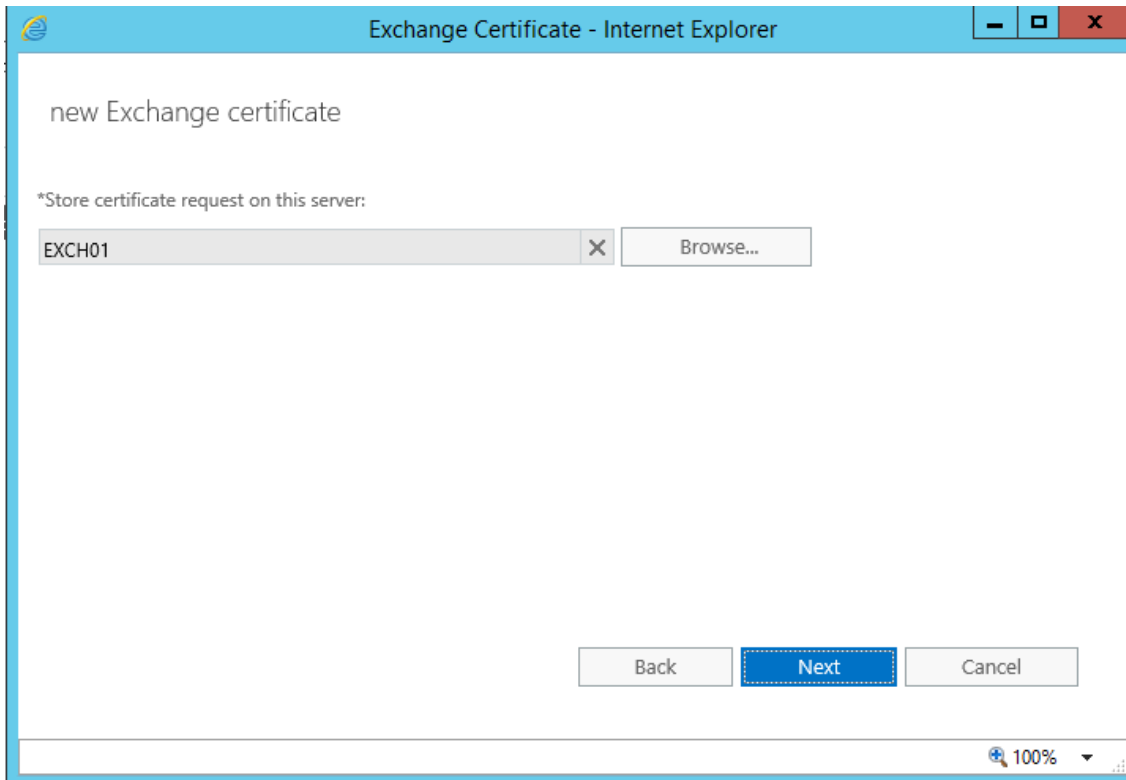 Exchange Certificate - Internet Explorer
new Exchange certificate
*Store certificate request on this server:
EXCH01
Browse...
Back Next Cancel
100%